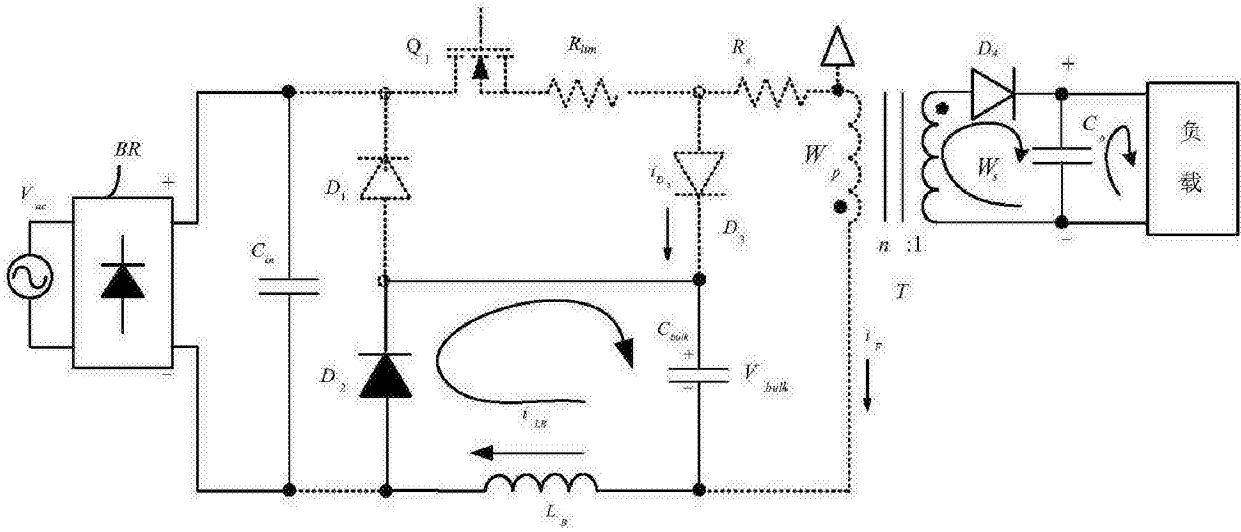 Q1
Rlim
Rs
D4
+
BR
Vac
+
D1
iD3
D3
Wp
Ws
Co
负载
n :1
T
Cin
−
−
D2
iLB
Cbulk
+
−
Vbulk
ip
LB